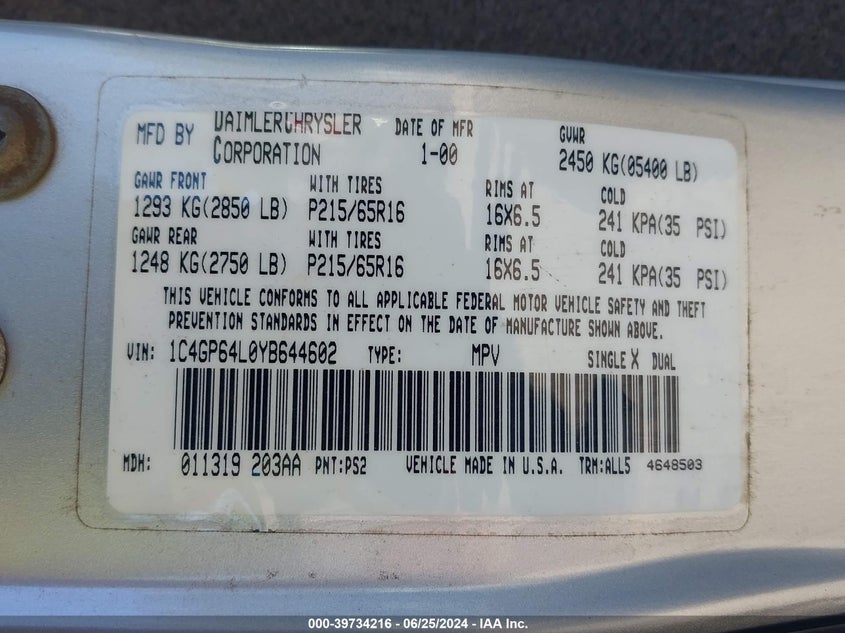 MFD BY DAIMLERCHRYSLER CORPORATION DATE OF MFR 1-00 GVWR 2450 KG(05400 LB)
GAWR FRONT WITH TIRES RIMS AT COLD
1293 KG(2850 LB) P215/65R16 16X6.5 241 KPA(35 PSI)
GAWR REAR WITH TIRES RIMS AT COLD
1248 KG(2750 LB) P215/65R16 16X6.5 241 KPA(35 PSI)
THIS VEHICLE CONFORMS TO ALL APPLICABLE FEDERAL MOTOR VEHICLE SAFETY AND THEFT
PREVENTION STANDARDS IN EFFECT ON THE DATE OF MANUFACTURE SHOWN ABOVE.
VIN: 1C4GP64L0YB644602 TYPE: MPV SINGLE X DUAL
MDH: 011319 203AA PNT:PS2 VEHICLE MADE IN U.S.A. TRM:ALL5 4648503
000-39734216 - 06/25/2024 - IAA Inc.